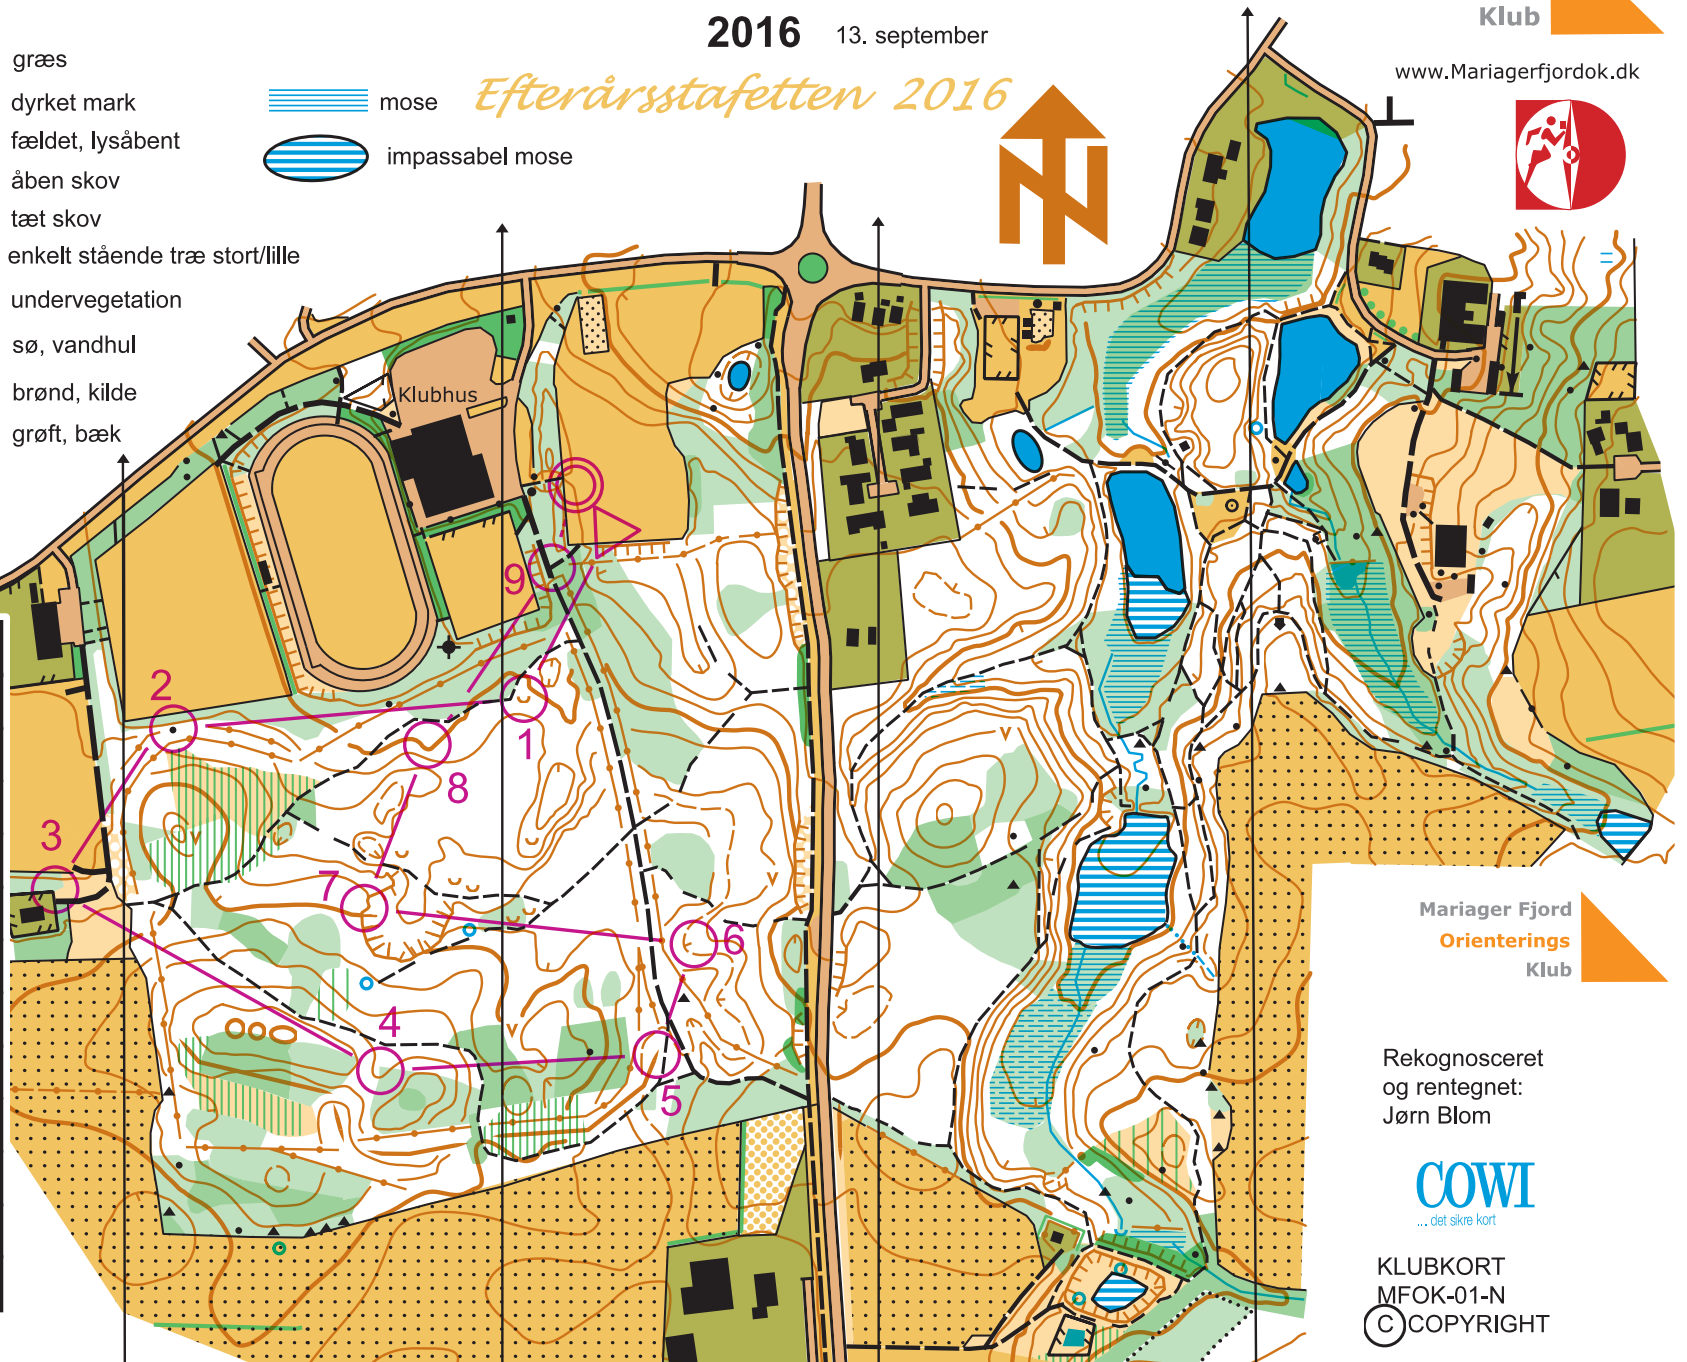 2016 13. september
Klub
www.Mariagerfjordok.dk
Efterårsstafetten 2016
græs
dyrket mark
fældet, lysåbent
åben skov
tæt skov
enkelt stående træ stort/lille
undervegetation
sø, vandhul
brønd, kilde
grøft, bæk
mose
impassabel mose
Klubhus
9
2
1
8
3
7
6
4
5
Mariager Fjord
Orienterings
Klub
Rekognosceret
og rentegnet:
Jørn Blom
COWI
... det sikre kort
KLUBKORT
MFOK-01-N
© COPYRIGHT